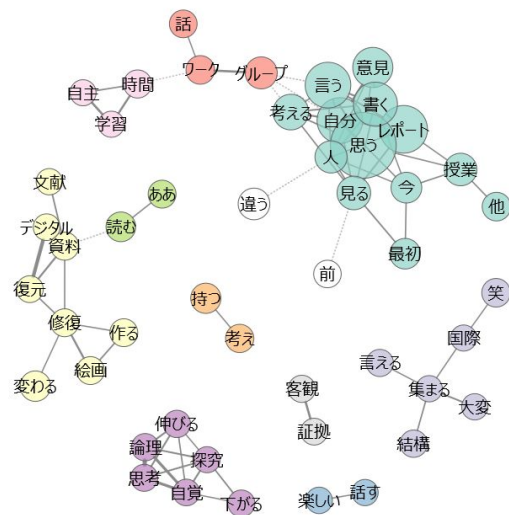 話
ワーク
グループ
時間
自主
学習
意見
言う
書く
考える
自分
レポート
思う
人
授業
見る
今
他
違う
最初
前
文献
ああ
読む
デジタル
資料
復元
修復
作る
絵画
変わる
持つ
考え
笑
国際
言える
集まる
大変
結構
客観
証拠
伸びる
論理
探究
思考
自覚
下がる
楽しい
話す